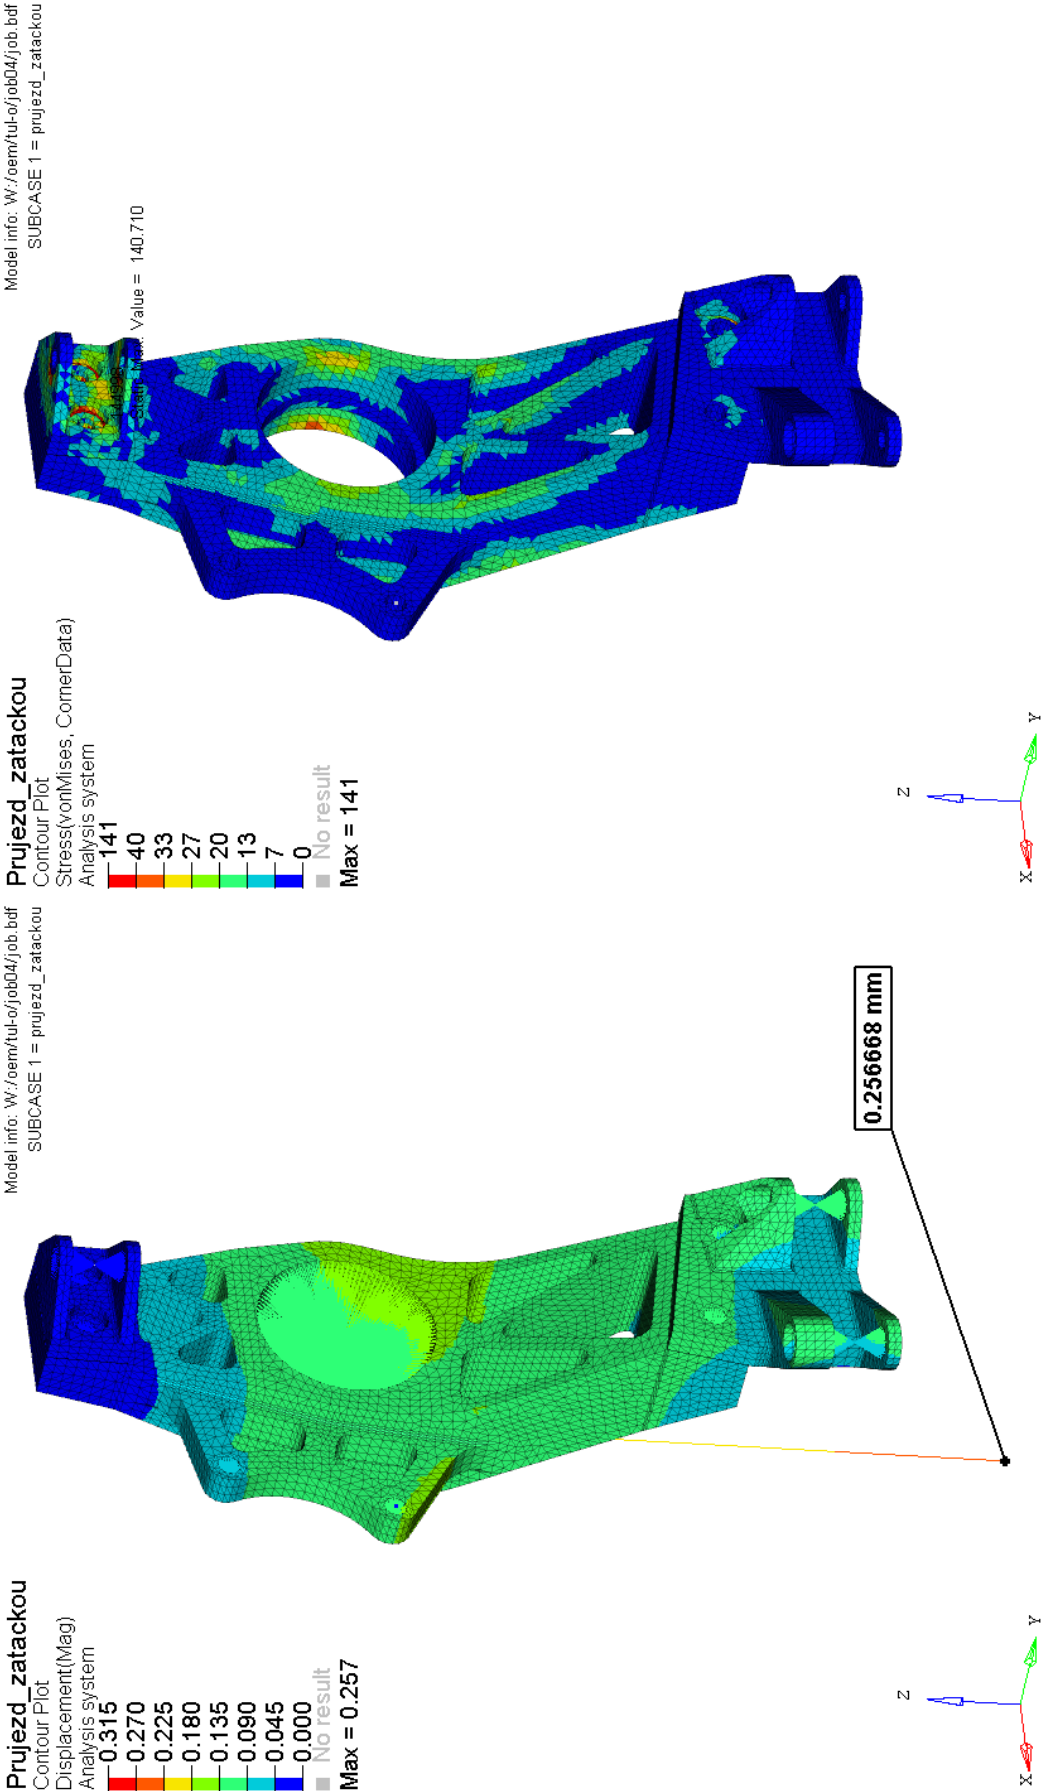 Prujezd_zatackou
Contour Plot
Stress(vonMises, CornerData)
Analysis system
141
40
33
27
20
13
7
0
No result
Max = 141
Model info: W:/oem/tul-o/job04/job.bdf
SUBCASE 1 = prujezd_zatackou
Value = 140.710
Z
X
Y
Prujezd_zatackou
Contour Plot
Displacement(Mag)
Analysis system
0.315
0.270
0.225
0.180
0.135
0.090
0.045
0.000
No result
Max = 0.257
Model info: W:/oem/tul-o/job04/job.bdf
SUBCASE 1 = prujezd_zatackou
0.256668 mm
Z
X
Y